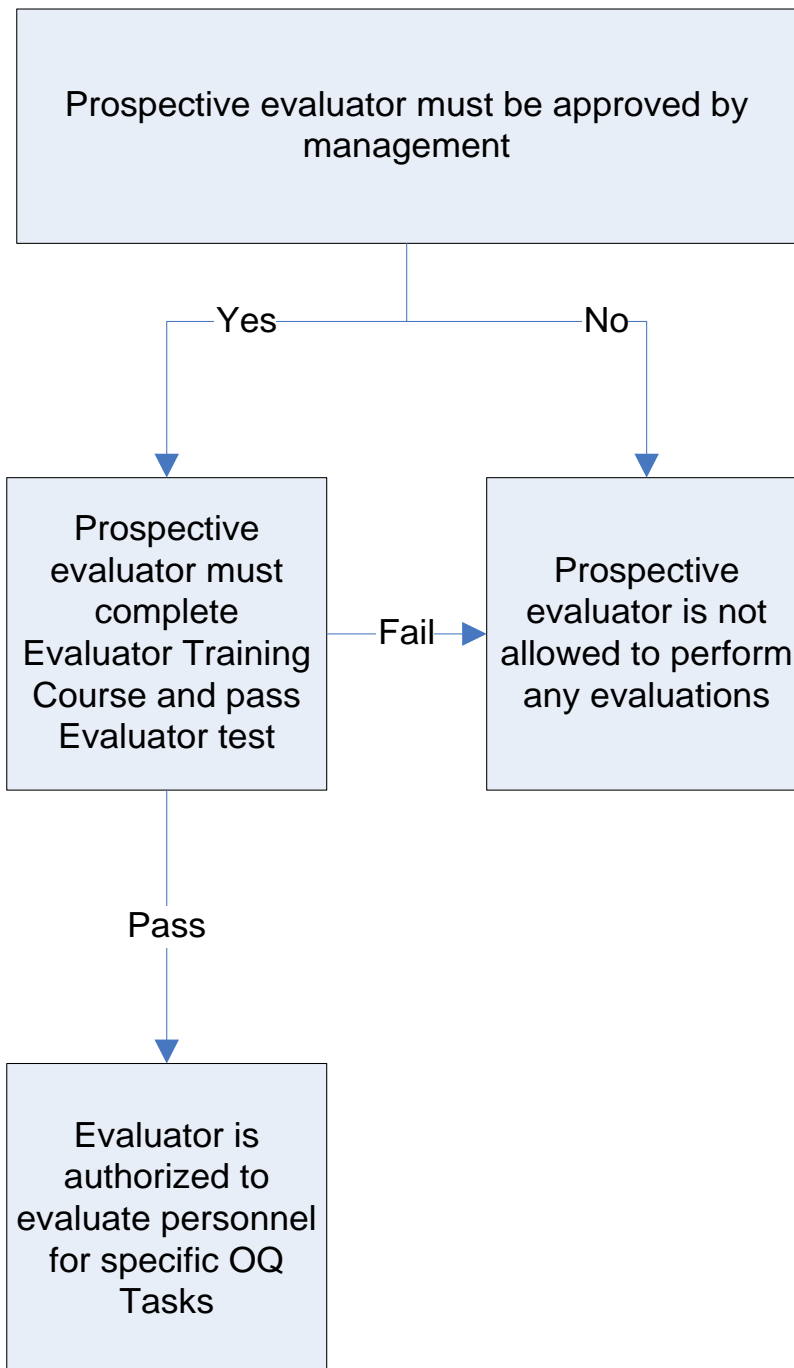 Prospective evaluator must be approved by
management
Yes
No
Prospective
evaluator must
complete
Evaluator Training
Course and pass
Evaluator test
Fail
Prospective
evaluator is not
allowed to perform
any evaluations
Pass
Evaluator is
authorized to
evaluate personnel
for specific OQ
Tasks